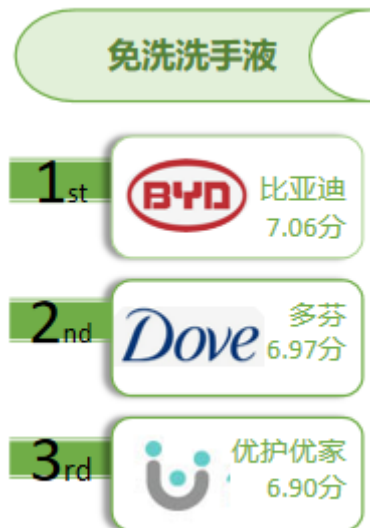 免洗洗手液
1st
BYD
比亚迪
7.06分
2nd
Dove
多芬
6.97分
3rd
优护优家
6.90分